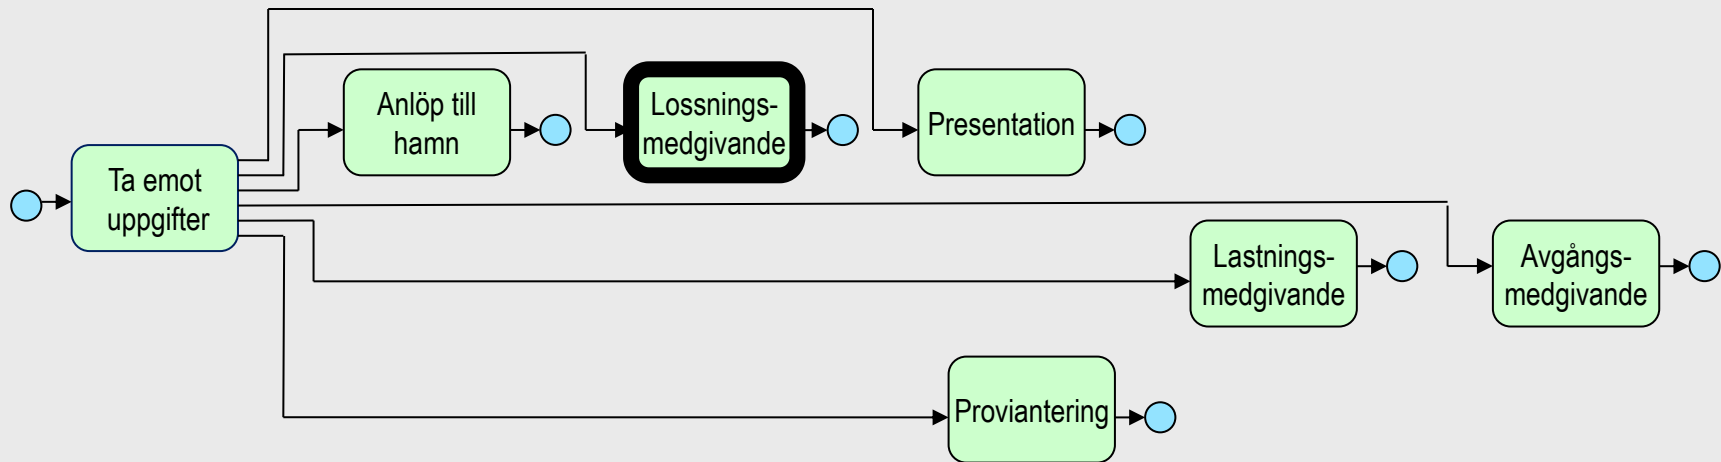 Anlöp till
hamn
Lossnings-
medgivande
Presentation
Ta emot
uppgifter
Lastnings-
medgivande
Avgångs-
medgivande
Proviantering